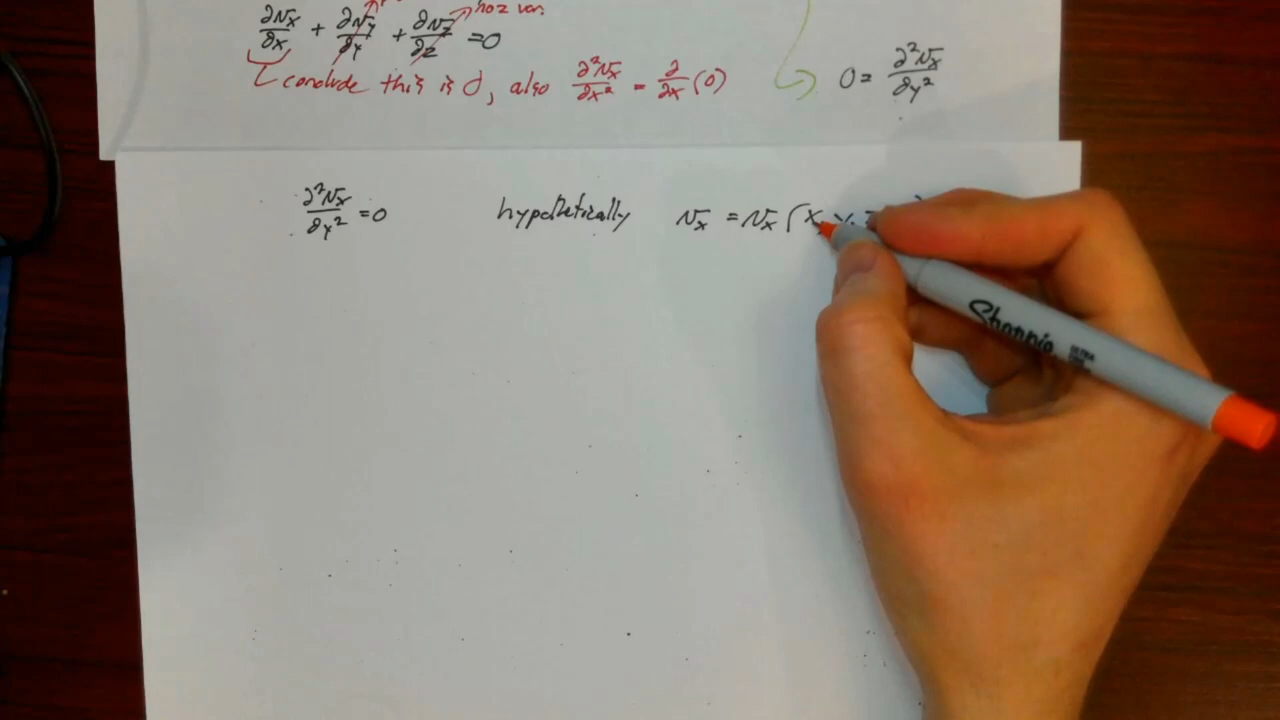 ∂Nx/∂x + ∂Ny/∂y + ∂Nz/∂z = 0
hoz var.
conclude this is 0, also ∂²Nx/∂x² = ∂/∂x (0)
0 = ∂²Nx/∂y²
∂²Nx/∂y² = 0 hypothetically Nx = Nx (x, y, z
Sharpie
ULTRA